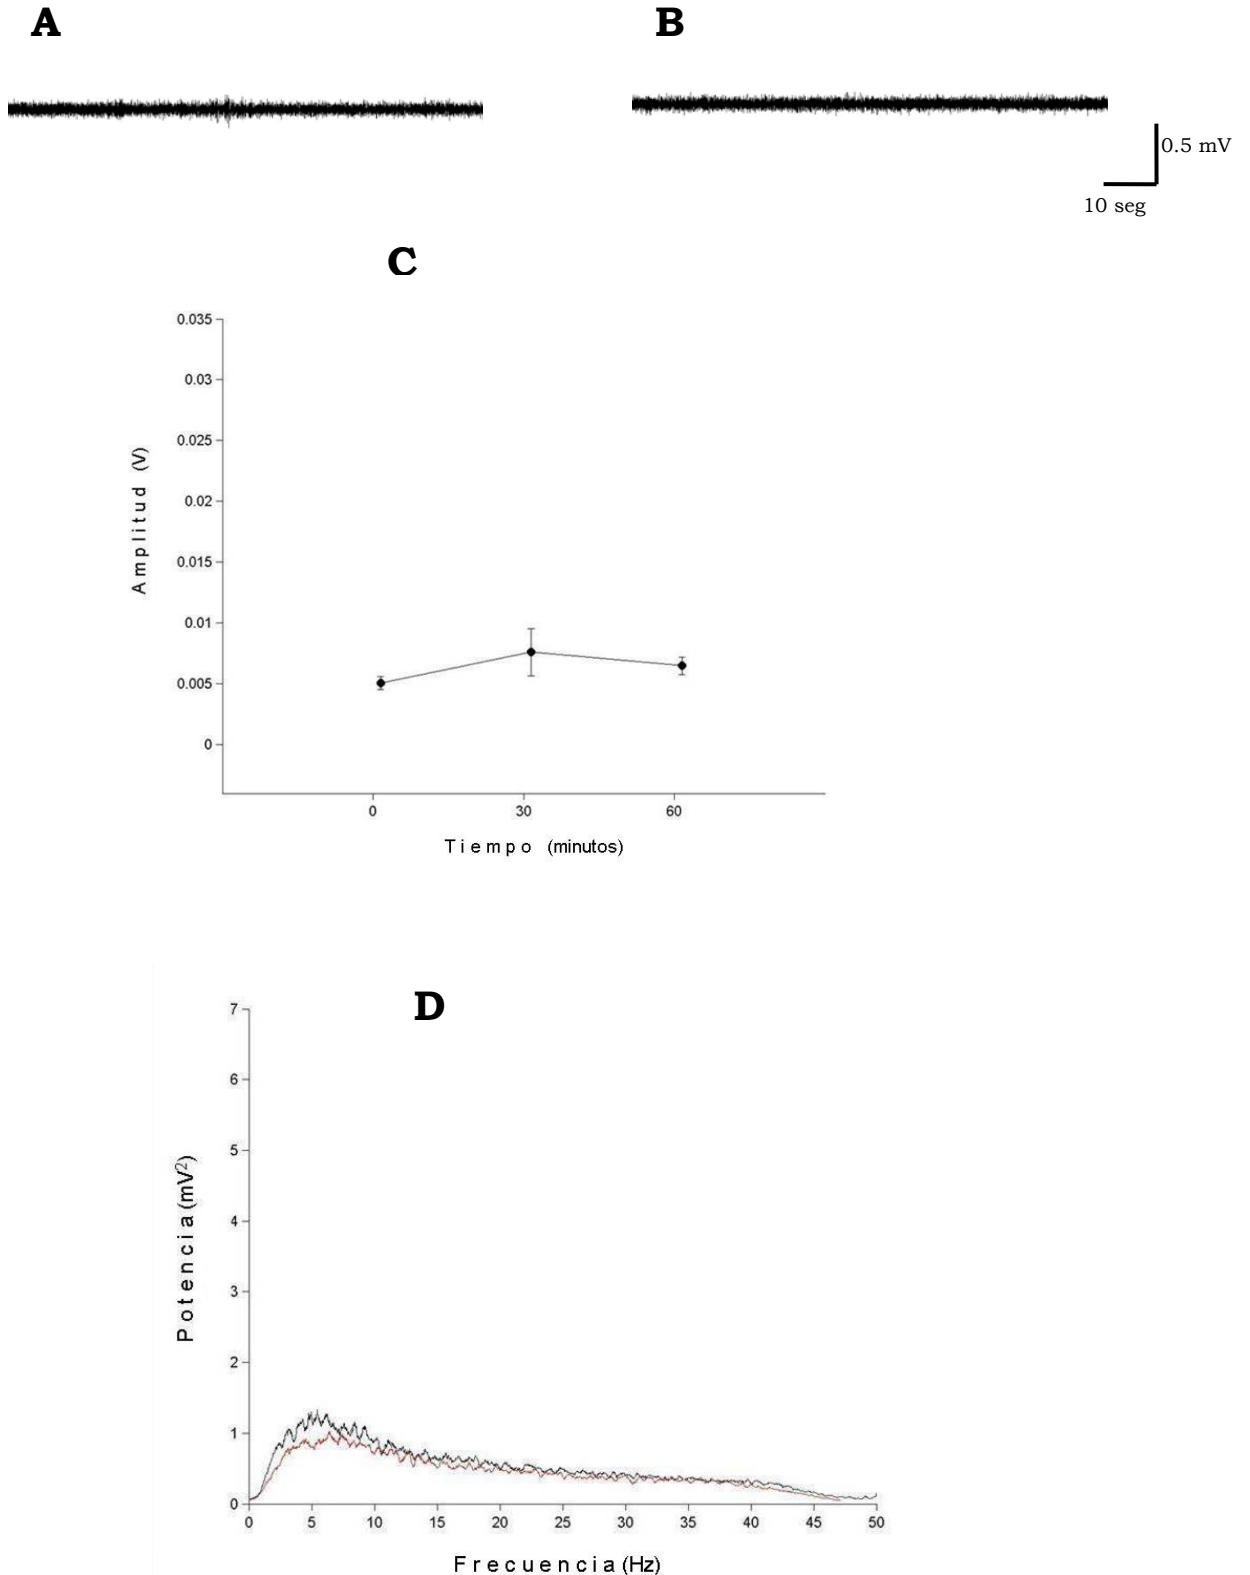 A
B
0.5 mV
10 seg
C
0.035
0.03
0.025
0.02
0.015
0.01
0.005
0
Amplitud (V)
0 30 60
Tiempo (minutos)
D
7
6
5
4
3
2
1
0
Potencia (mV²)
0 5 10 15 20 25 30 35 40 45 50
Frecuencia (Hz)